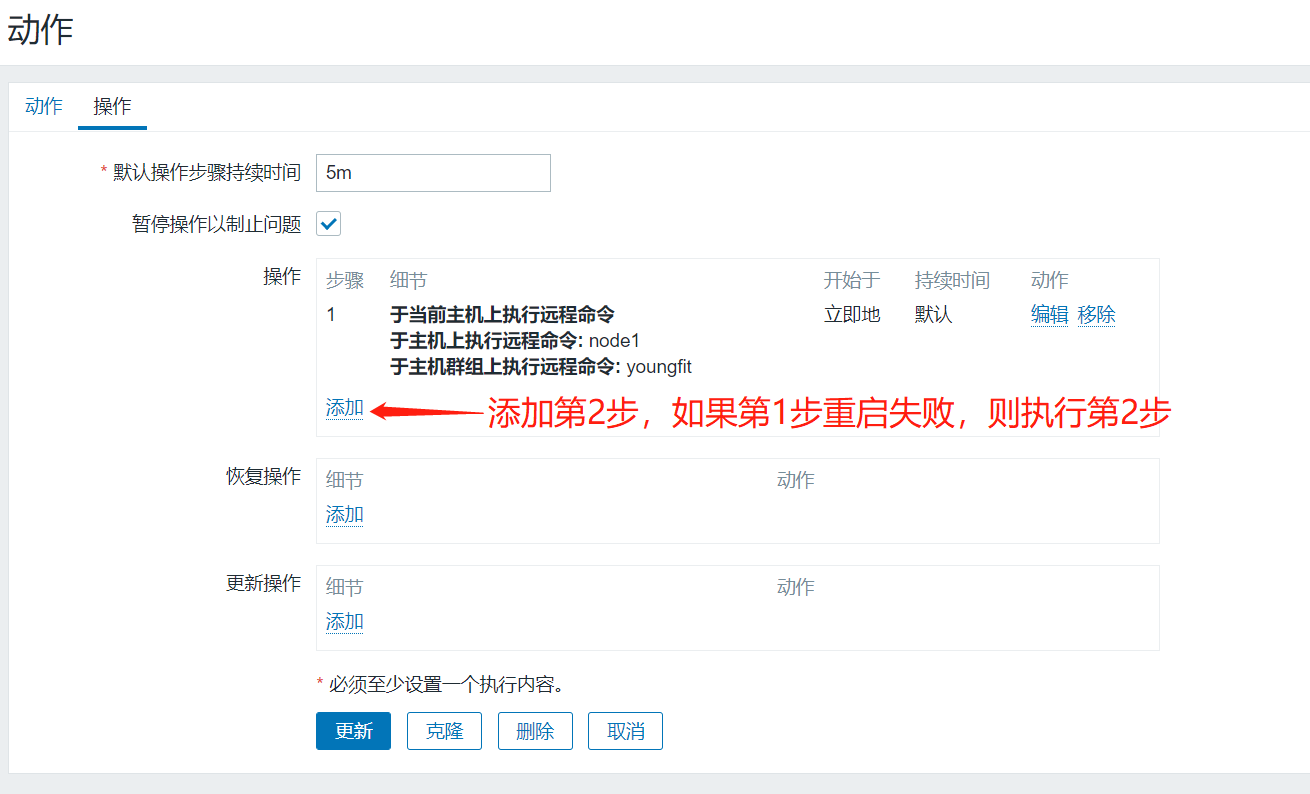 动作
动作 操作
* 默认操作步骤持续时间 5m
暂停操作以制止问题
操作 步骤 细节 开始于 持续时间 动作
1 于当前主机上执行远程命令 立即地 默认 编辑 移除
于主机上执行远程命令: node1
于主机群组上执行远程命令: youngfit
添加 添加第2步，如果第1步重启失败，则执行第2步
恢复操作 细节 动作
添加
更新操作 细节 动作
添加
* 必须至少设置一个执行内容。
更新 克隆 删除 取消